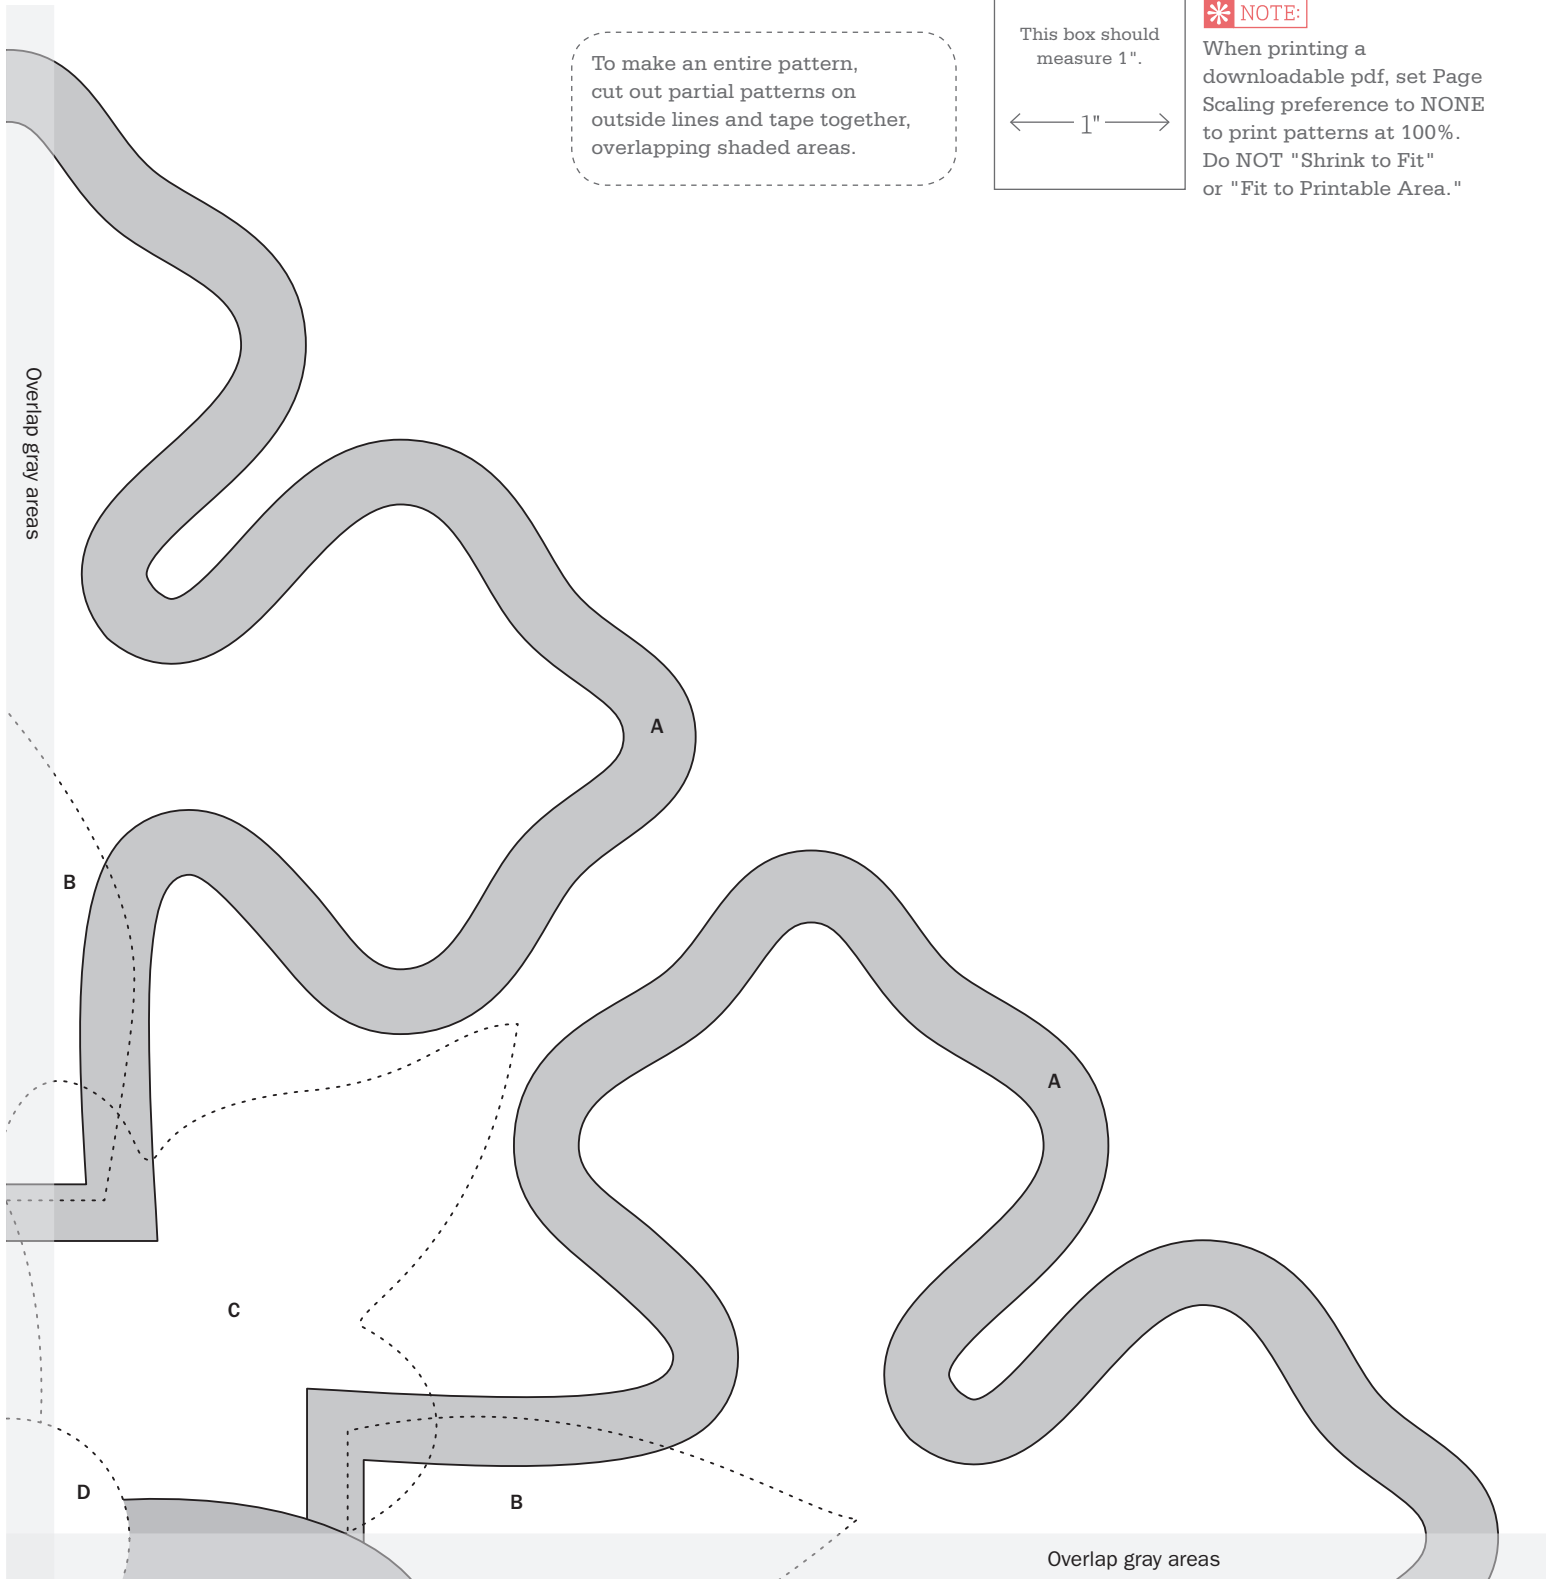 To make an entire pattern,
cut out partial patterns on
outside lines and tape together,
overlapping shaded areas.
This box should
measure 1".
1"
NOTE:
When printing a
downloadable pdf, set Page
Scaling preference to NONE
to print patterns at 100%.
Do NOT "Shrink to Fit"
or "Fit to Printable Area."
Overlap gray areas
A
B
A
C
D
B
Overlap gray areas